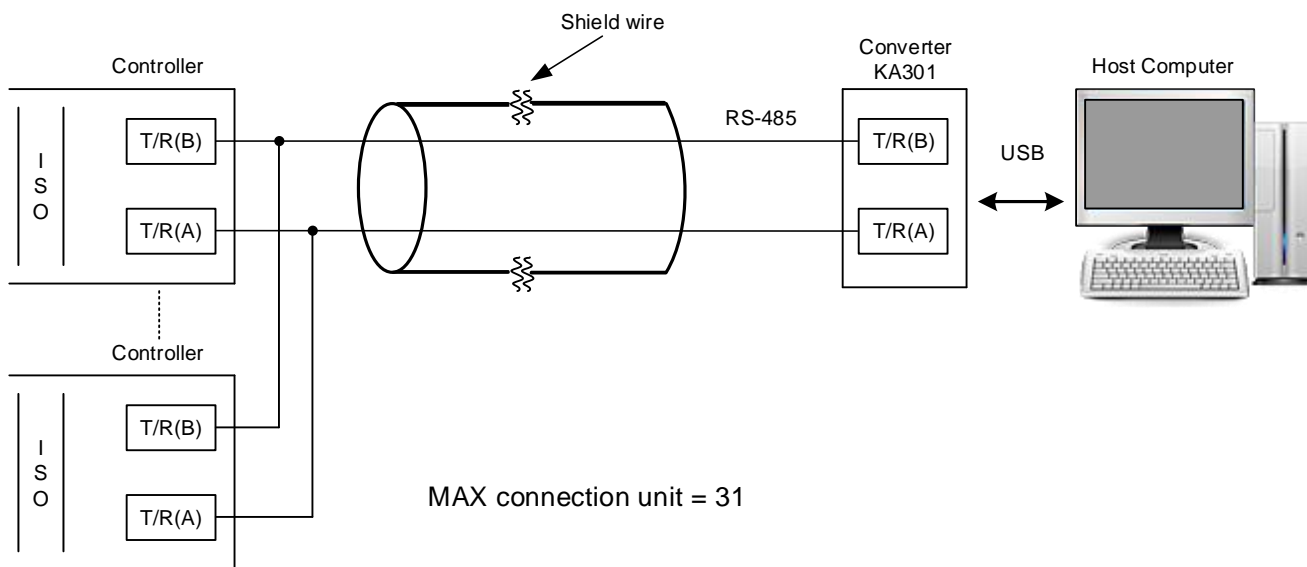 Shield wire
Controller
Converter
KA301
Host Computer
T/R(B)
RS-485
T/R(B)
USB
I
S
O
T/R(A)
T/R(A)
Controller
T/R(B)
I
S
O
T/R(A)
MAX connection unit = 31